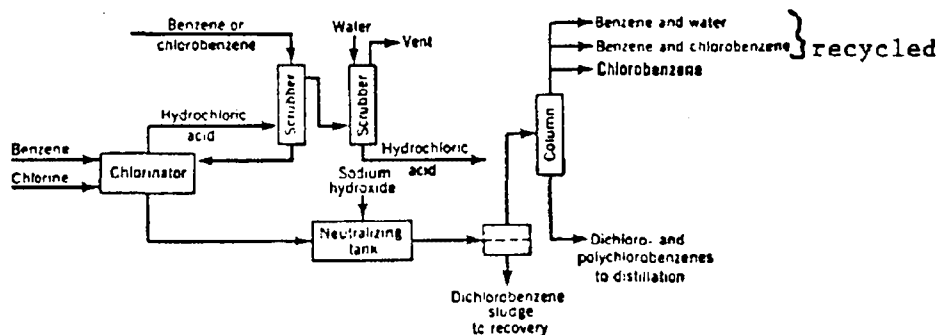 Benzene or
chlorobenzene
Water
Vent
Scrubber
Scrubber
Hydrochloric
acid
Benzene
Chlorine
Chlorinator
Hydrochloric
acid
Sodium
hydroxide
Neutralizing
tank
Dichlorobenzene
sludge
to recovery
Column
Benzene and water
Benzene and chlorobenzene
recycled
Chlorobenzene
Dichloro- and
polychlorobenzenes
to distillation